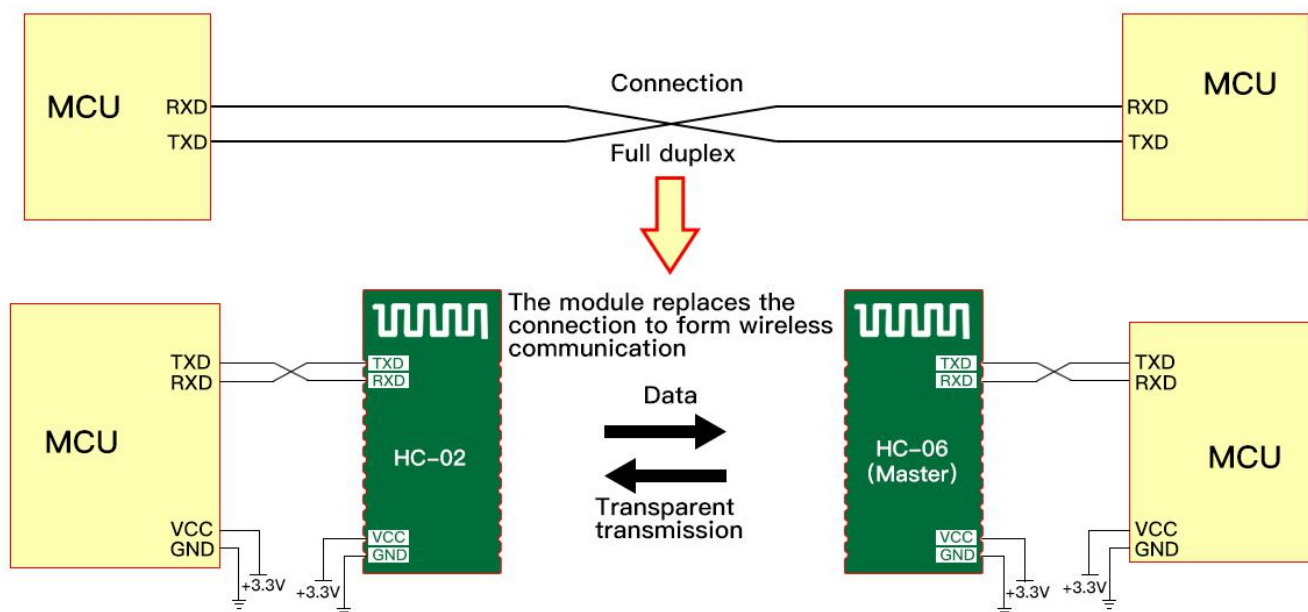 MCU
RXD
TXD
Connection
Full duplex
MCU
RXD
TXD
The module replaces the
connection to form wireless
communication
MCU
TXD
RXD
VCC
GND
+3.3V
TXD
RXD
HC-02
VCC
GND
+3.3V
Data
Transparent
transmission
TXD
RXD
HC-06
(Master)
VCC
GND
+3.3V
TXD
RXD
MCU
VCC
GND
+3.3V